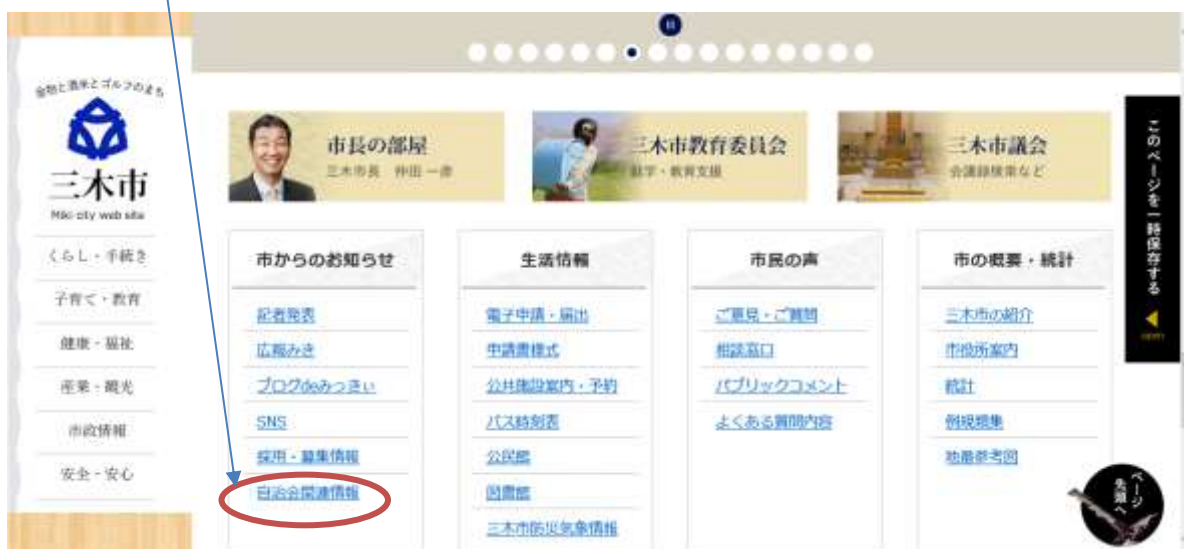 金物と酒米とゴルフのまち
三木市
Miki city web site
くらし・手続き
子育て・教育
健康・福祉
産業・観光
市政情報
安全・安心
市長の部屋
三木市長 仲田 一彦
三木市教育委員会
就学・教育支援
三木市議会
会議録検索など
市からのお知らせ
記者発表
広報みき
ブログdeみっきぃ
SNS
採用・募集情報
自治会関連情報
生活情報
電子申請・届出
申請書様式
公共施設案内・予約
バス時刻表
公民館
図書館
三木市防災気象情報
市民の声
ご意見・ご質問
相談窓口
パブリックコメント
よくある質問内容
市の概要・統計
三木市の紹介
市役所案内
統計
例規類集
地番参考図
このページを一時保存する
ページ
先頭へ